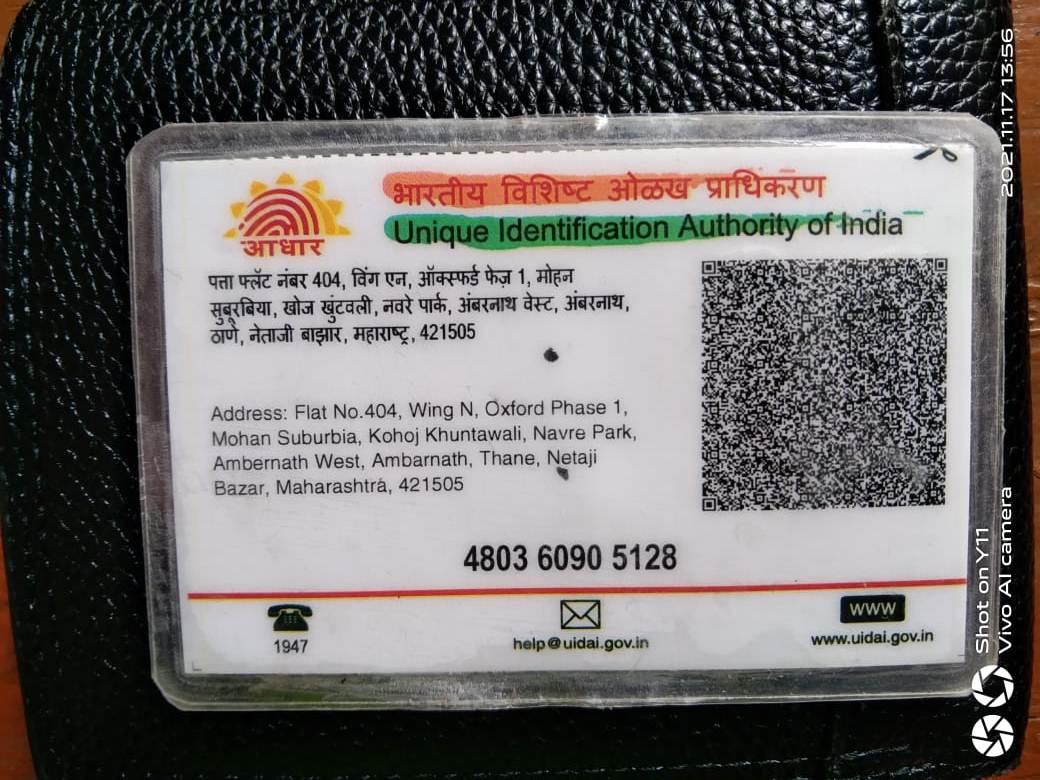 भारतीय विशिष्ट ओळख प्राधिकरण
Unique Identification Authority of India
आधार
पत्ता फ्लॅट नंबर 404, विंग एन, ऑक्स्फर्ड फेज़ 1, मोहन
सुबूरबिया, खोज खुंटवली, नवरे पार्क, अंबरनाथ वेस्ट, अंबरनाथ,
ठाणे, नेताजी बाझार, महाराष्ट्र, 421505
Address: Flat No.404, Wing N, Oxford Phase 1,
Mohan Suburbia, Kohoj Khuntawali, Navre Park,
Ambernath West, Ambarnath, Thane, Netaji
Bazar, Maharashtra, 421505
4803 6090 5128
1947
help@uidai.gov.in
www
www.uidai.gov.in
2021.11.17 13:56
Shot on Y11
Vivo AI camera